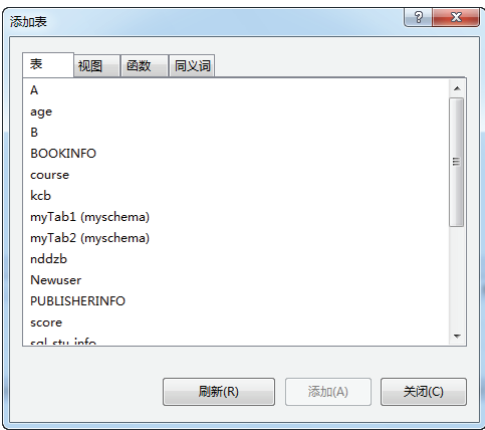 添加表
表 视图 函数 同义词
A
age
B
BOOKINFO
course
kcb
myTab1 (myschema)
myTab2 (myschema)
nddzb
Newuser
PUBLISHERINFO
score
sql_stu_info
刷新(R) 添加(A) 关闭(C)